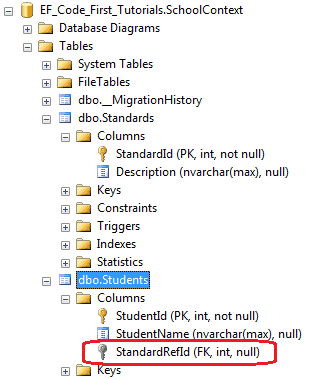 EF_Code_First_Tutorials.SchoolContext
Database Diagrams
Tables
System Tables
FileTables
dbo.__MigrationHistory
dbo.Standards
Columns
StandardId (PK, int, not null)
Description (nvarchar(max), null)
Keys
Constraints
Triggers
Indexes
Statistics
dbo.Students
Columns
StudentId (PK, int, not null)
StudentName (nvarchar(max), null)
StandardRefId (FK, int, null)
Keys